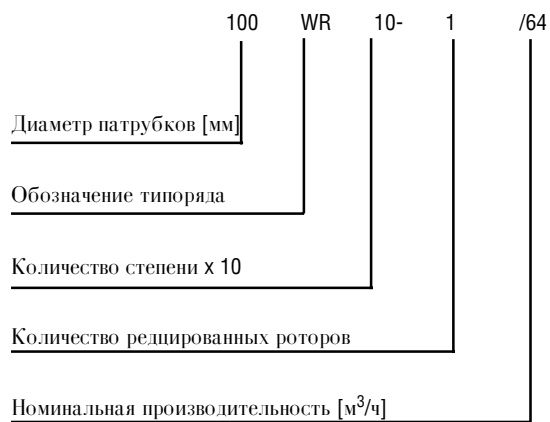 100 WR 10- 1 /64
Диаметр патрубков [мм]
Обозначение типоряда
Количество степени x 10
Количество редцированных роторов
Номинальная производительность [м³/ч]